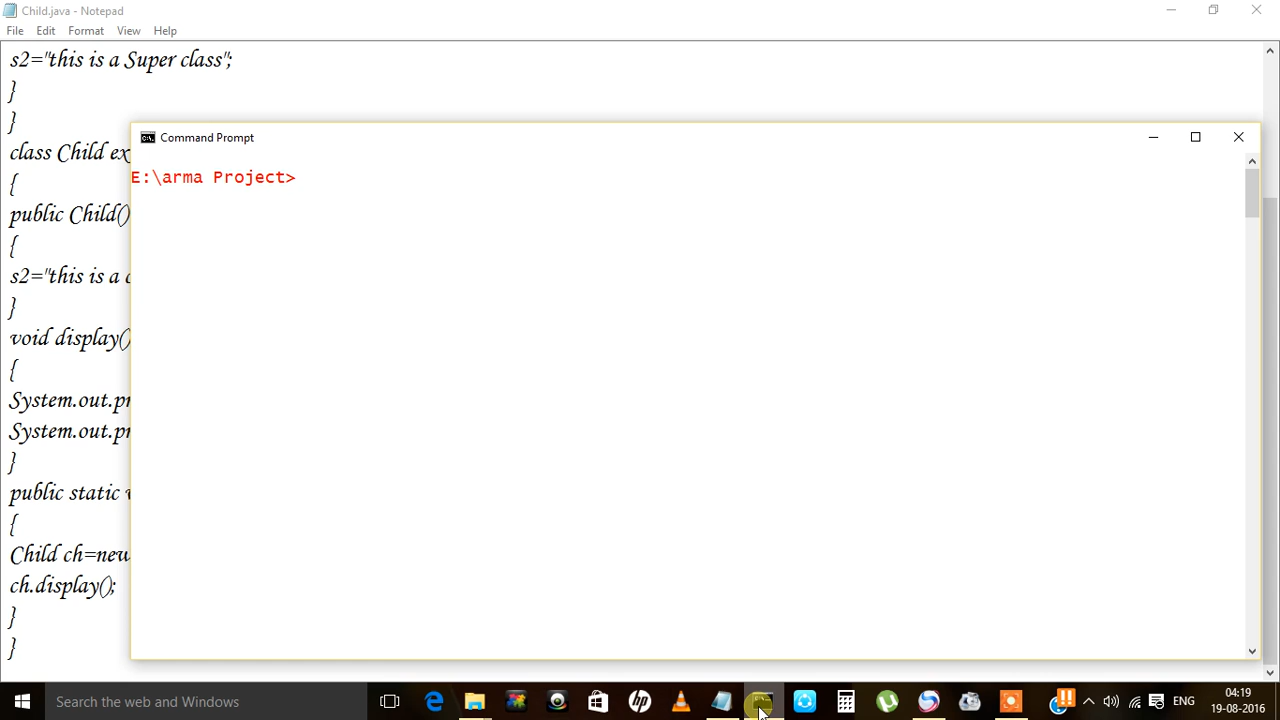 Child.java - Notepad
File Edit Format View Help
s2="this is a Super class";
}
}
class Child ex
{
public Child()
{
s2="this is a c
}
void display()
{
System.out.pr
System.out.pr
}
public static v
{
Child ch=new
ch.display();
}
}
Command Prompt
E:\arma Project>
Search the web and Windows
ENG
04:19
19-08-2016